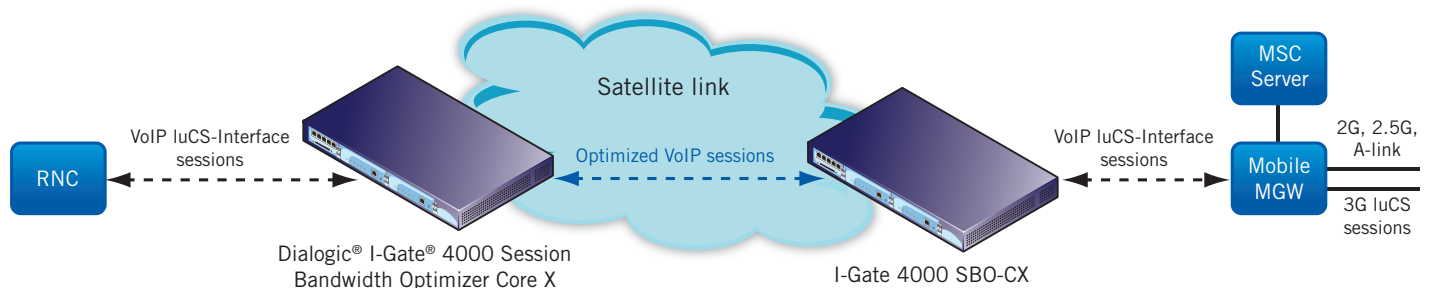 Satellite link
RNC
VoIP luCS-Interface
sessions
Optimized VoIP sessions
VoIP luCS-Interface
sessions
MSC
Server
Mobile
MGW
2G, 2.5G,
A-link
3G luCS
sessions
Dialogic® I-Gate® 4000 Session
Bandwidth Optimizer Core X
I-Gate 4000 SBO-CX